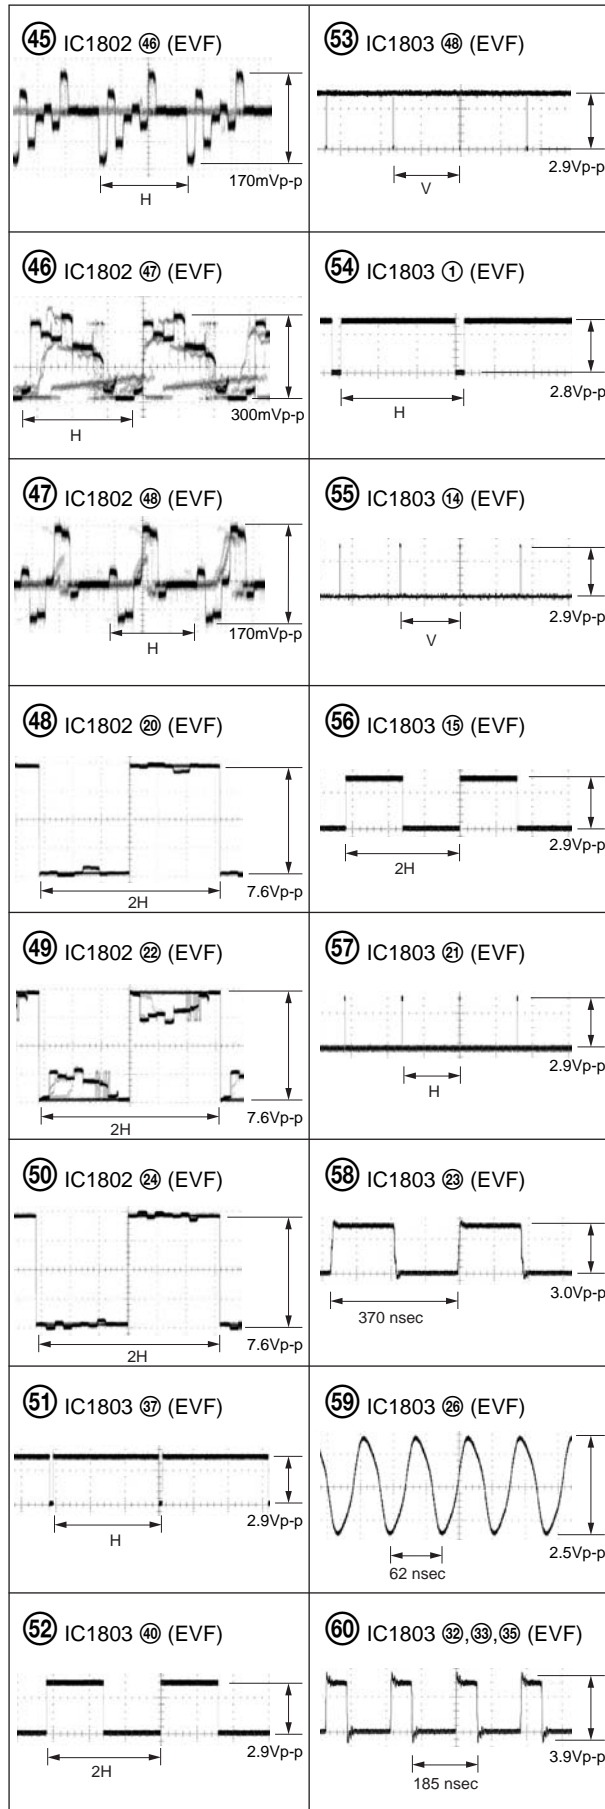 ㊺ IC1802 ㊻ (EVF)
170mVp-p
H
㊻ IC1802 ㊼ (EVF)
300mVp-p
H
㊼ IC1802 ㊽ (EVF)
170mVp-p
H
㊽ IC1802 ⑳ (EVF)
7.6Vp-p
2H
㊾ IC1802 ㉒ (EVF)
7.6Vp-p
2H
㊿ IC1802 ㉔ (EVF)
7.6Vp-p
2H
51 IC1803 ㊲ (EVF)
2.9Vp-p
H
52 IC1803 ㊵ (EVF)
2.9Vp-p
2H
53 IC1803 ㊽ (EVF)
2.9Vp-p
V
54 IC1803 ① (EVF)
2.8Vp-p
H
55 IC1803 ⑭ (EVF)
2.9Vp-p
V
56 IC1803 ⑮ (EVF)
2.9Vp-p
2H
57 IC1803 ㉑ (EVF)
2.9Vp-p
H
58 IC1803 ㉓ (EVF)
3.0Vp-p
370 nsec
59 IC1803 ㉖ (EVF)
2.5Vp-p
62 nsec
60 IC1803 ㉜,㉝,㉟ (EVF)
3.9Vp-p
185 nsec